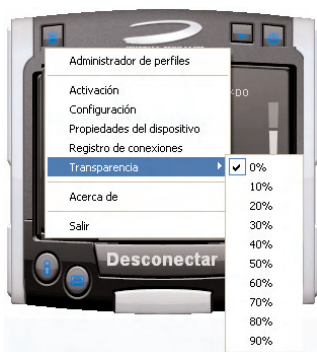 Administrador de perfiles
Activación
Configuración
Propiedades del dispositivo
Registro de conexiones
Transparencia
Acerca de
Salir
0%
10%
20%
30%
40%
50%
60%
70%
80%
90%
Desconectar